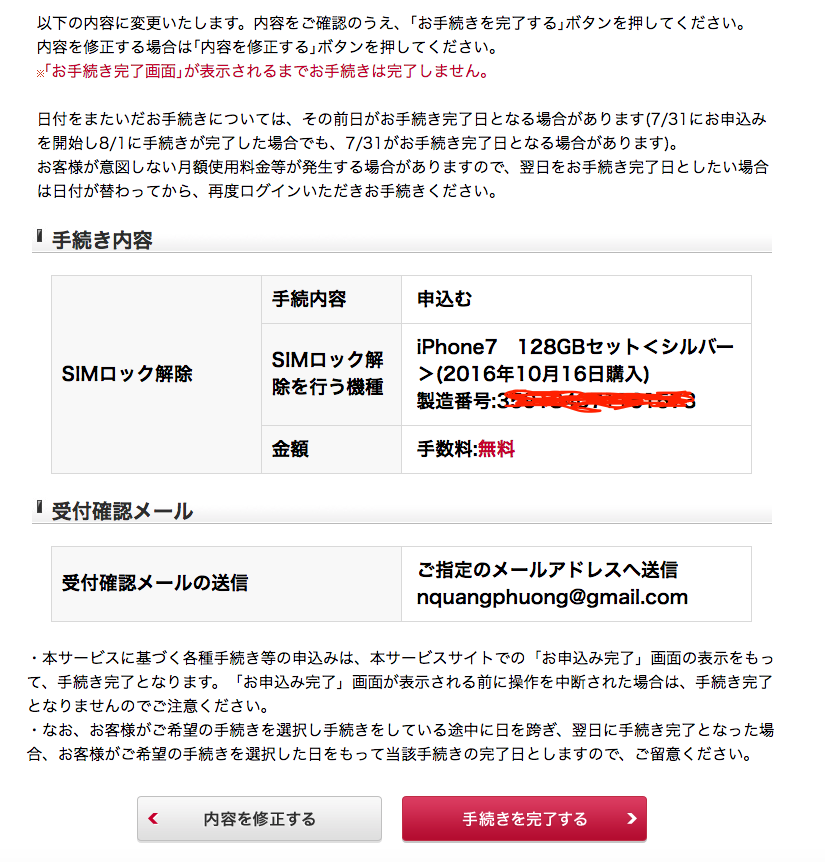 以下の内容に変更いたします。内容をご確認のうえ、「お手続きを完了する」ボタンを押してください。
内容を修正する場合は「内容を修正する」ボタンを押してください。
※「お手続き完了画面」が表示されるまでお手続きは完了しません。
日付をまたいだお手続きについては、その前日がお手続き完了日となる場合があります(7/31にお申込み
を開始し8/1に手続きが完了した場合でも、7/31がお手続き完了日となる場合があります)。
お客様が意図しない月額使用料金等が発生する場合がありますので、翌日をお手続き完了日としたい場合
は日付が替わってから、再度ログインいただきお手続きください。
手続き内容
SIMロック解除
手続内容
申込む
SIMロック解
除を行う機種
iPhone7　128GBセット＜シルバー
＞(2016年10月16日購入)
製造番号:
金額
手数料:無料
受付確認メール
受付確認メールの送信
ご指定のメールアドレスへ送信
nquangphuong@gmail.com
・本サービスに基づく各種手続き等の申込みは、本サービスサイトでの「お申込み完了」画面の表示をもっ
て、手続き完了となります。「お申込み完了」画面が表示される前に操作を中断された場合は、手続き完了
となりませんのでご注意ください。
・なお、お客様がご希望の手続きを選択し手続きをしている途中に日を跨ぎ、翌日に手続き完了となった場
合、お客様がご希望の手続きを選択した日をもって当該手続きの完了日としますので、ご留意ください。
内容を修正する
手続きを完了する